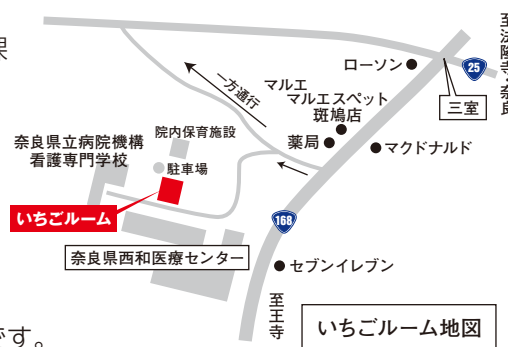 課
至法隆寺・奈良
25
ローソン
三室
一方通行
マルエ
マルエスペット
斑鳩店
薬局
マクドナルド
院内保育施設
奈良県立病院機構
看護専門学校
駐車場
いちごルーム
168
奈良県西和医療センター
セブンイレブン
至王寺
いちごルーム地図
です。